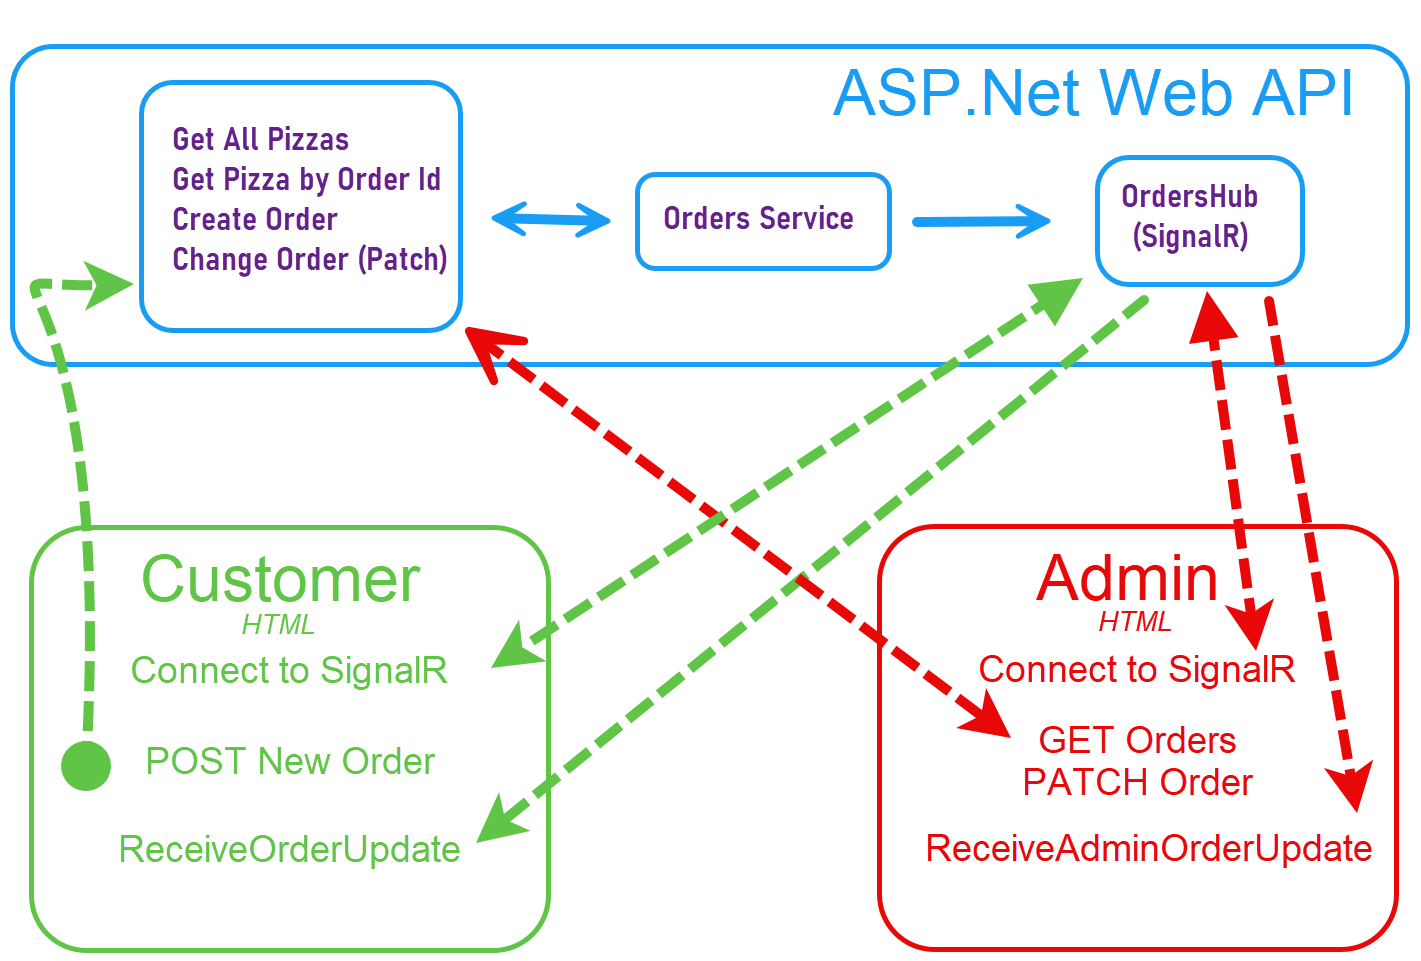 ASP.Net Web API
Get All Pizzas
Get Pizza by Order Id
Create Order
Change Order (Patch)
Orders Service
OrdersHub
(SignalR)
Customer
HTML
Connect to SignalR
POST New Order
ReceiveOrderUpdate
Admin
HTML
Connect to SignalR
GET Orders
PATCH Order
ReceiveAdminOrderUpdate